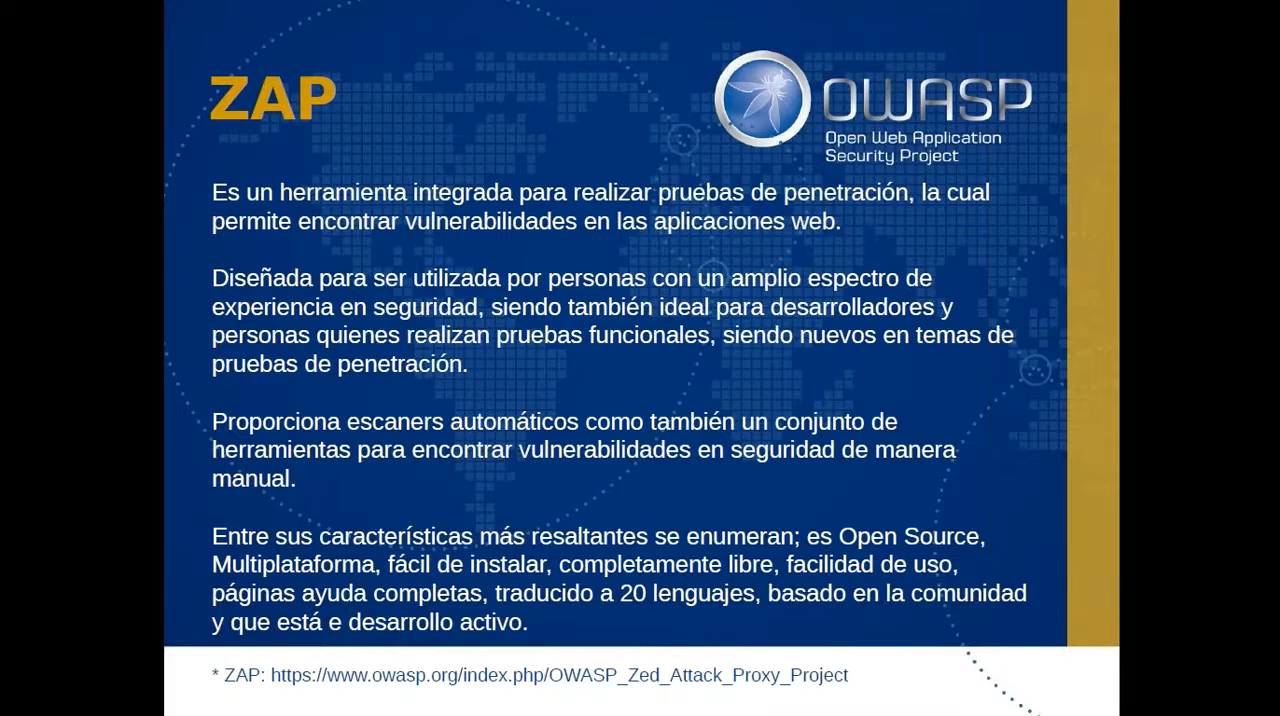 ZAP
OWASP
Open Web Application
Security Project
Es un herramienta integrada para realizar pruebas de penetración, la cual
permite encontrar vulnerabilidades en las aplicaciones web.
Diseñada para ser utilizada por personas con un amplio espectro de
experiencia en seguridad, siendo también ideal para desarrolladores y
personas quienes realizan pruebas funcionales, siendo nuevos en temas de
pruebas de penetración.
Proporciona escaners automáticos como también un conjunto de
herramientas para encontrar vulnerabilidades en seguridad de manera
manual.
Entre sus características más resaltantes se enumeran; es Open Source,
Multiplataforma, fácil de instalar, completamente libre, facilidad de uso,
páginas ayuda completas, traducido a 20 lenguajes, basado en la comunidad
y que está e desarrollo activo.
* ZAP: https://www.owasp.org/index.php/OWASP_Zed_Attack_Proxy_Project